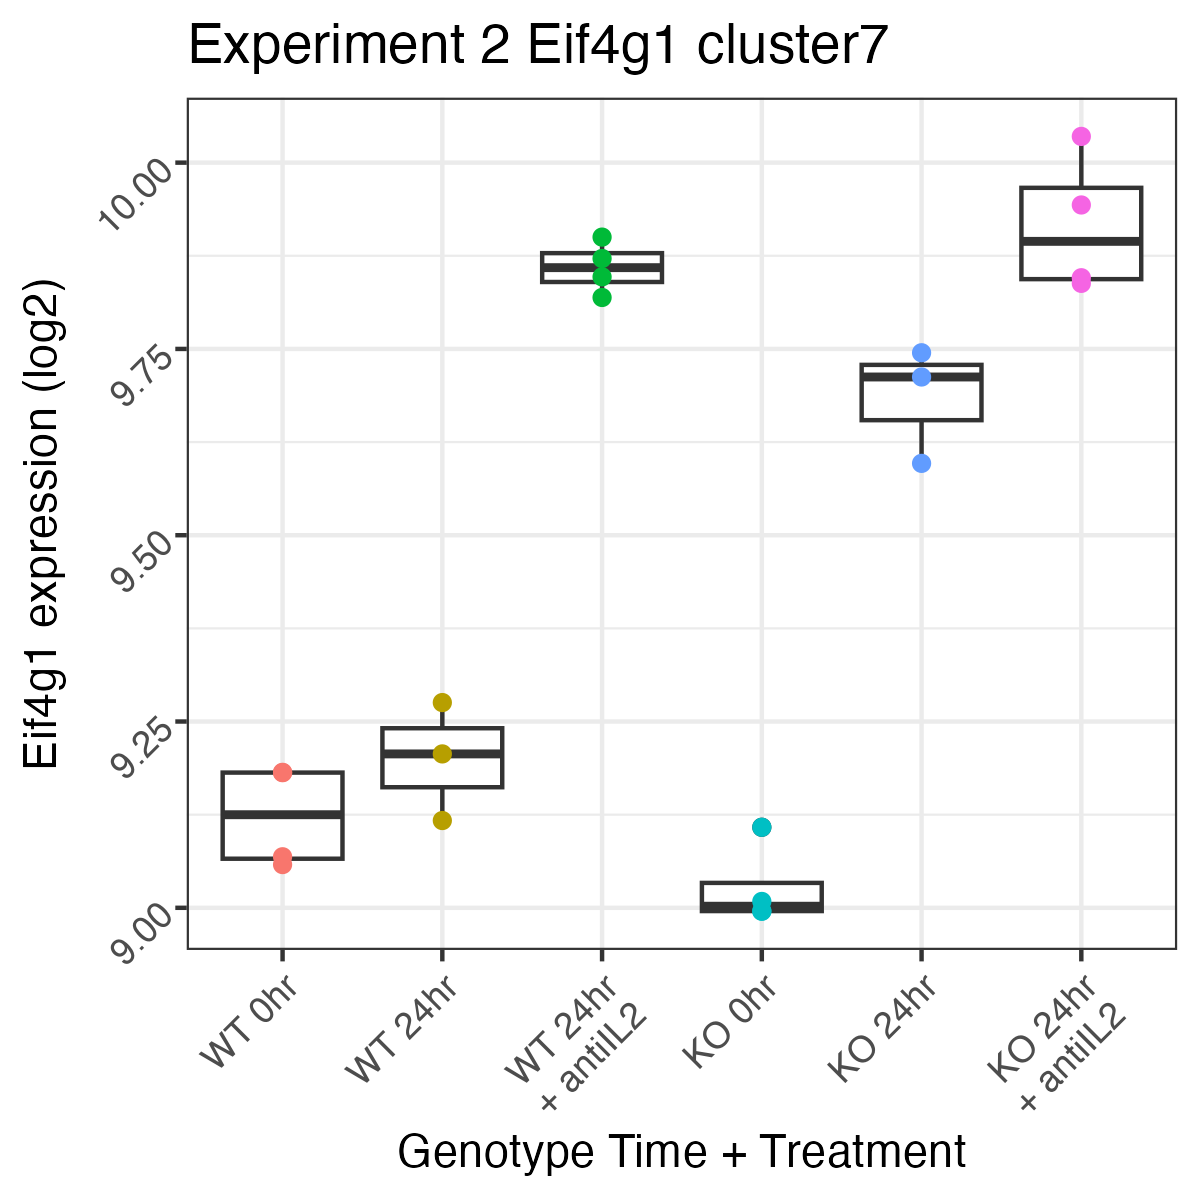 Experiment 2 Eif4g1 cluster7
Eif4g1 expression (log2)
10.00
9.75
9.50
9.25
9.00
WT 0hr
WT 24hr
WT 24hr
+ antiIL2
KO 0hr
KO 24hr
KO 24hr
+ antiIL2
Genotype Time + Treatment